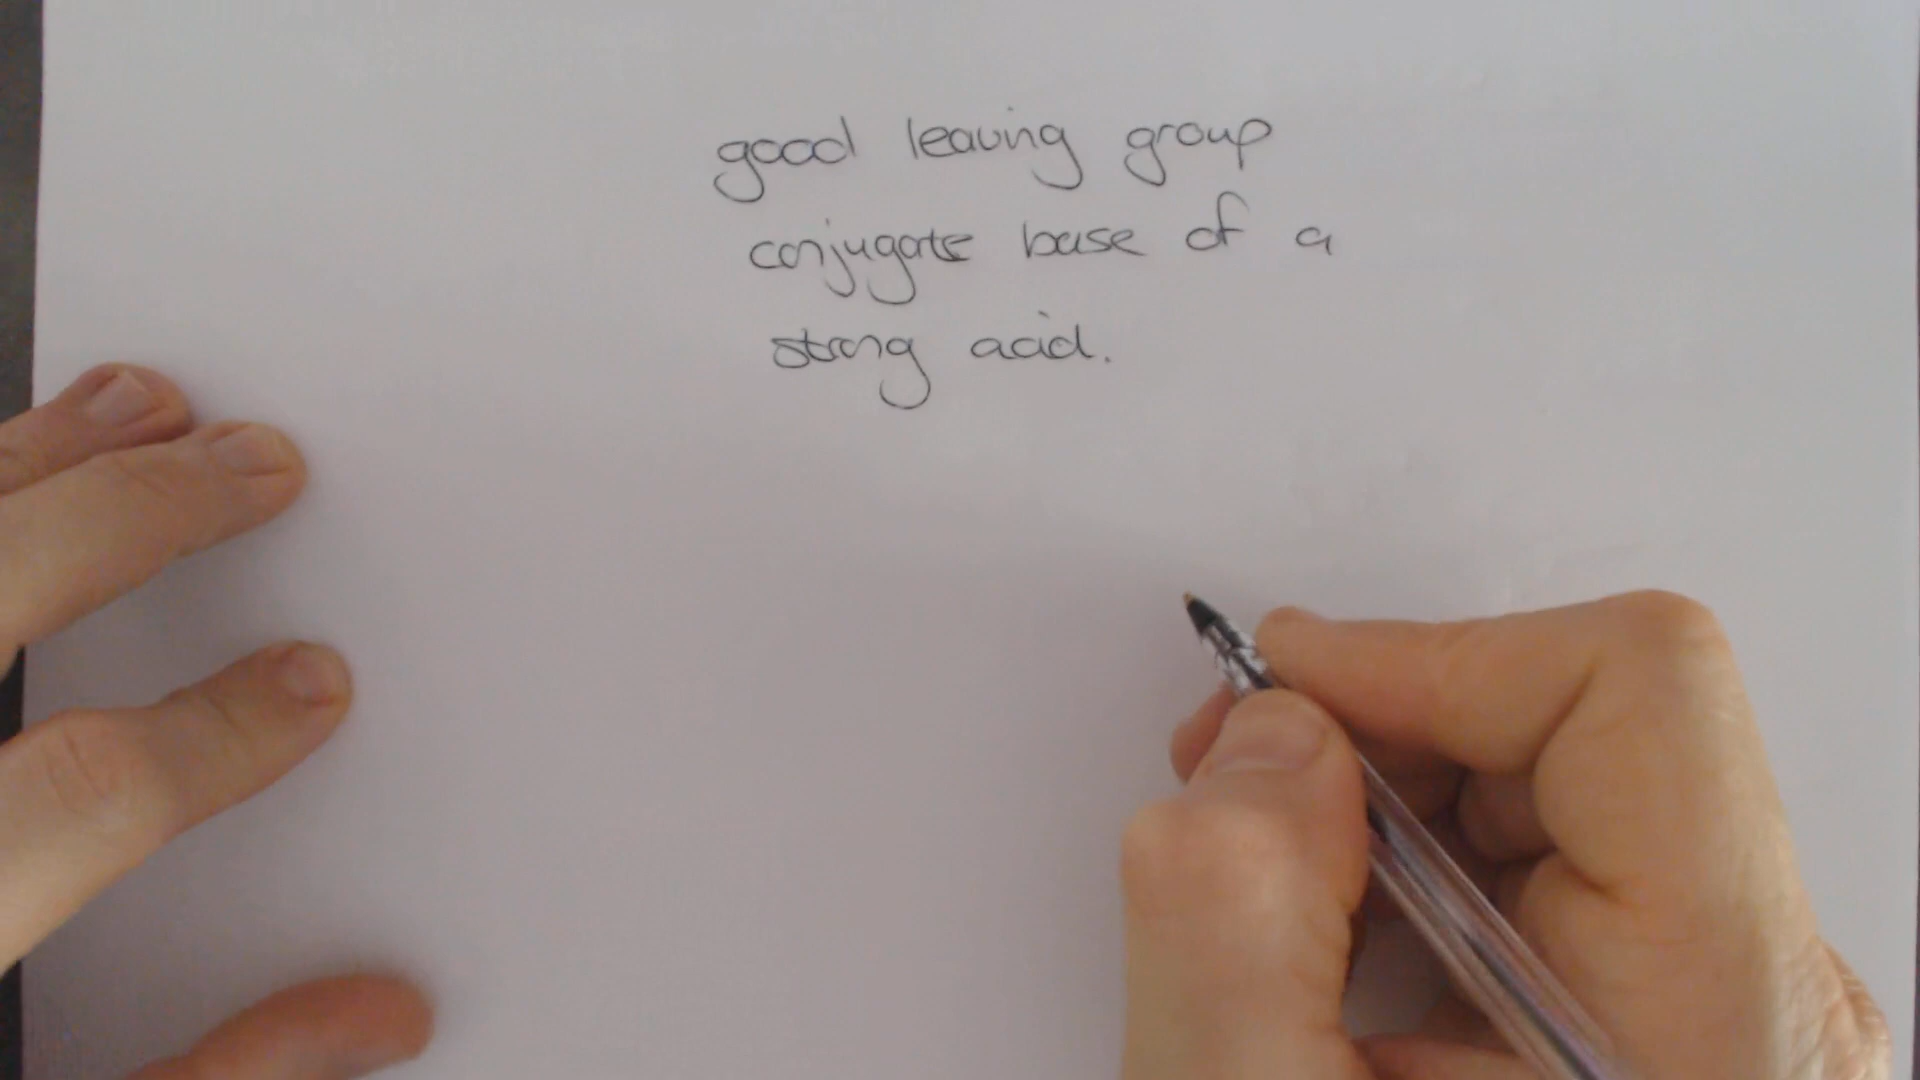 good leaving group
conjugate base of a
strong acid.